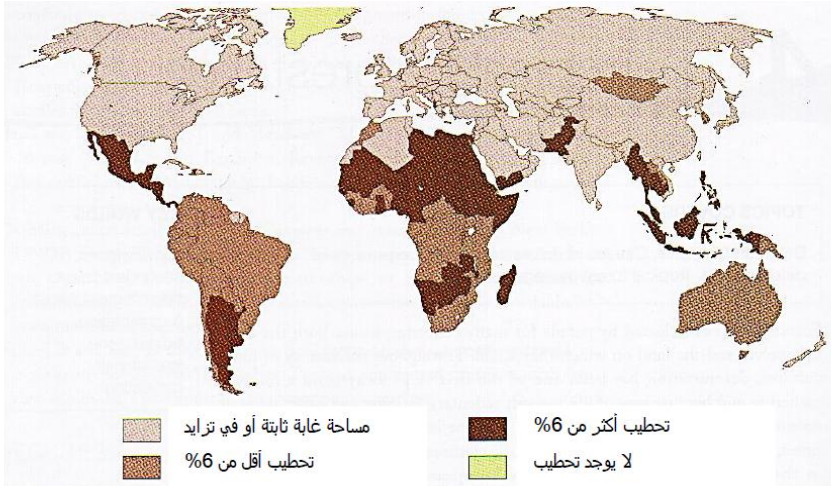 مساحة غابة ثابتة أو في تزايد
تحطيب أكثر من 6%
تحطيب أقل من 6%
لا يوجد تحطيب